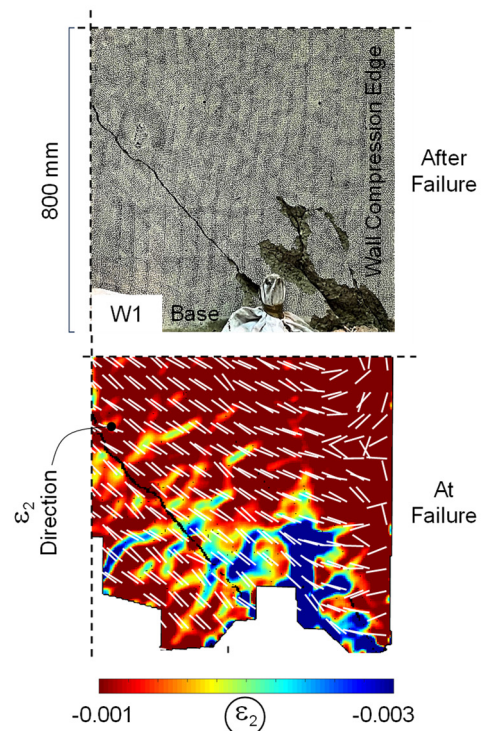 800 mm
Wall Compression Edge
After
Failure
W1
Base
ε2
Direction
At
Failure
-0.001
ε2
-0.003